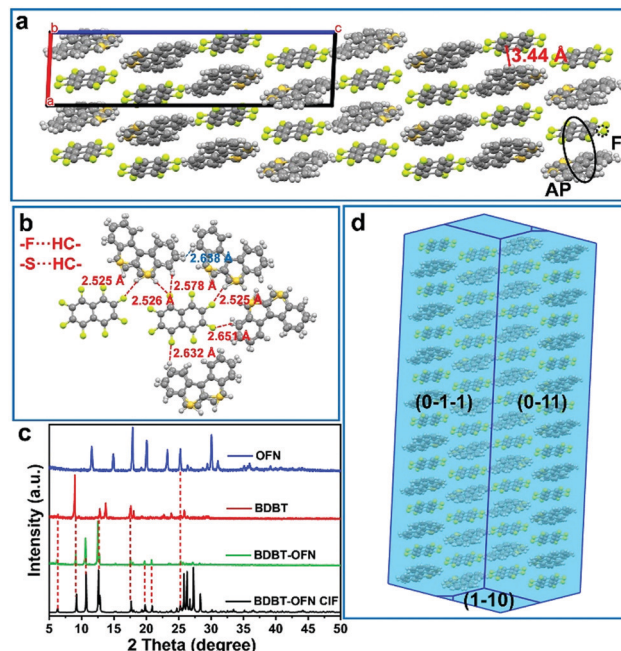 a
b
c
a
3.44 Å
F
AP
b
-F···HC-
-S···HC-
2.638 Å
2.525 Å
2.578 Å
2.526 Å
2.525 Å
2.651 Å
2.632 Å
d
(0-1-1)
(0-11)
(1-10)
c
OFN
BDBT
BDBT-OFN
BDBT-OFN CIF
Intensity (a.u.)
5 10 15 20 25 30 35 40 45 50
2 Theta (degree)